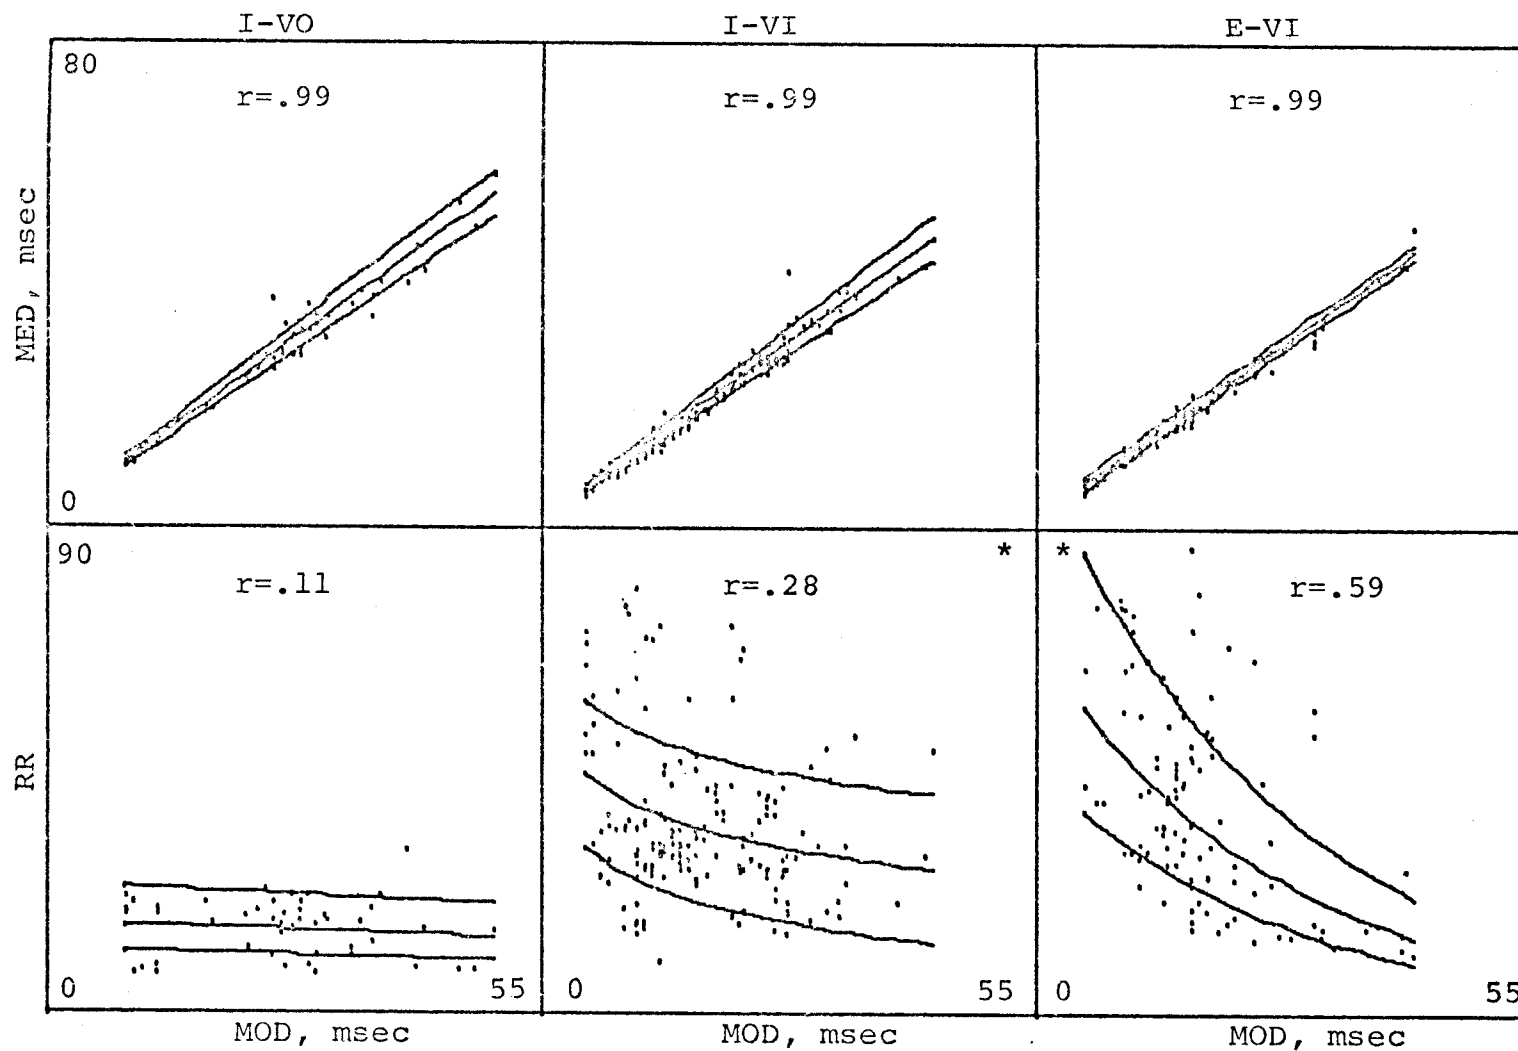 I-VO I-VI E-VI
80
r=.99 r=.99 r=.99
MED, msec
0
90 * *
r=.11 r=.28 r=.59
RR
0 55 0 55 0 55
MOD, msec MOD, msec MOD, msec